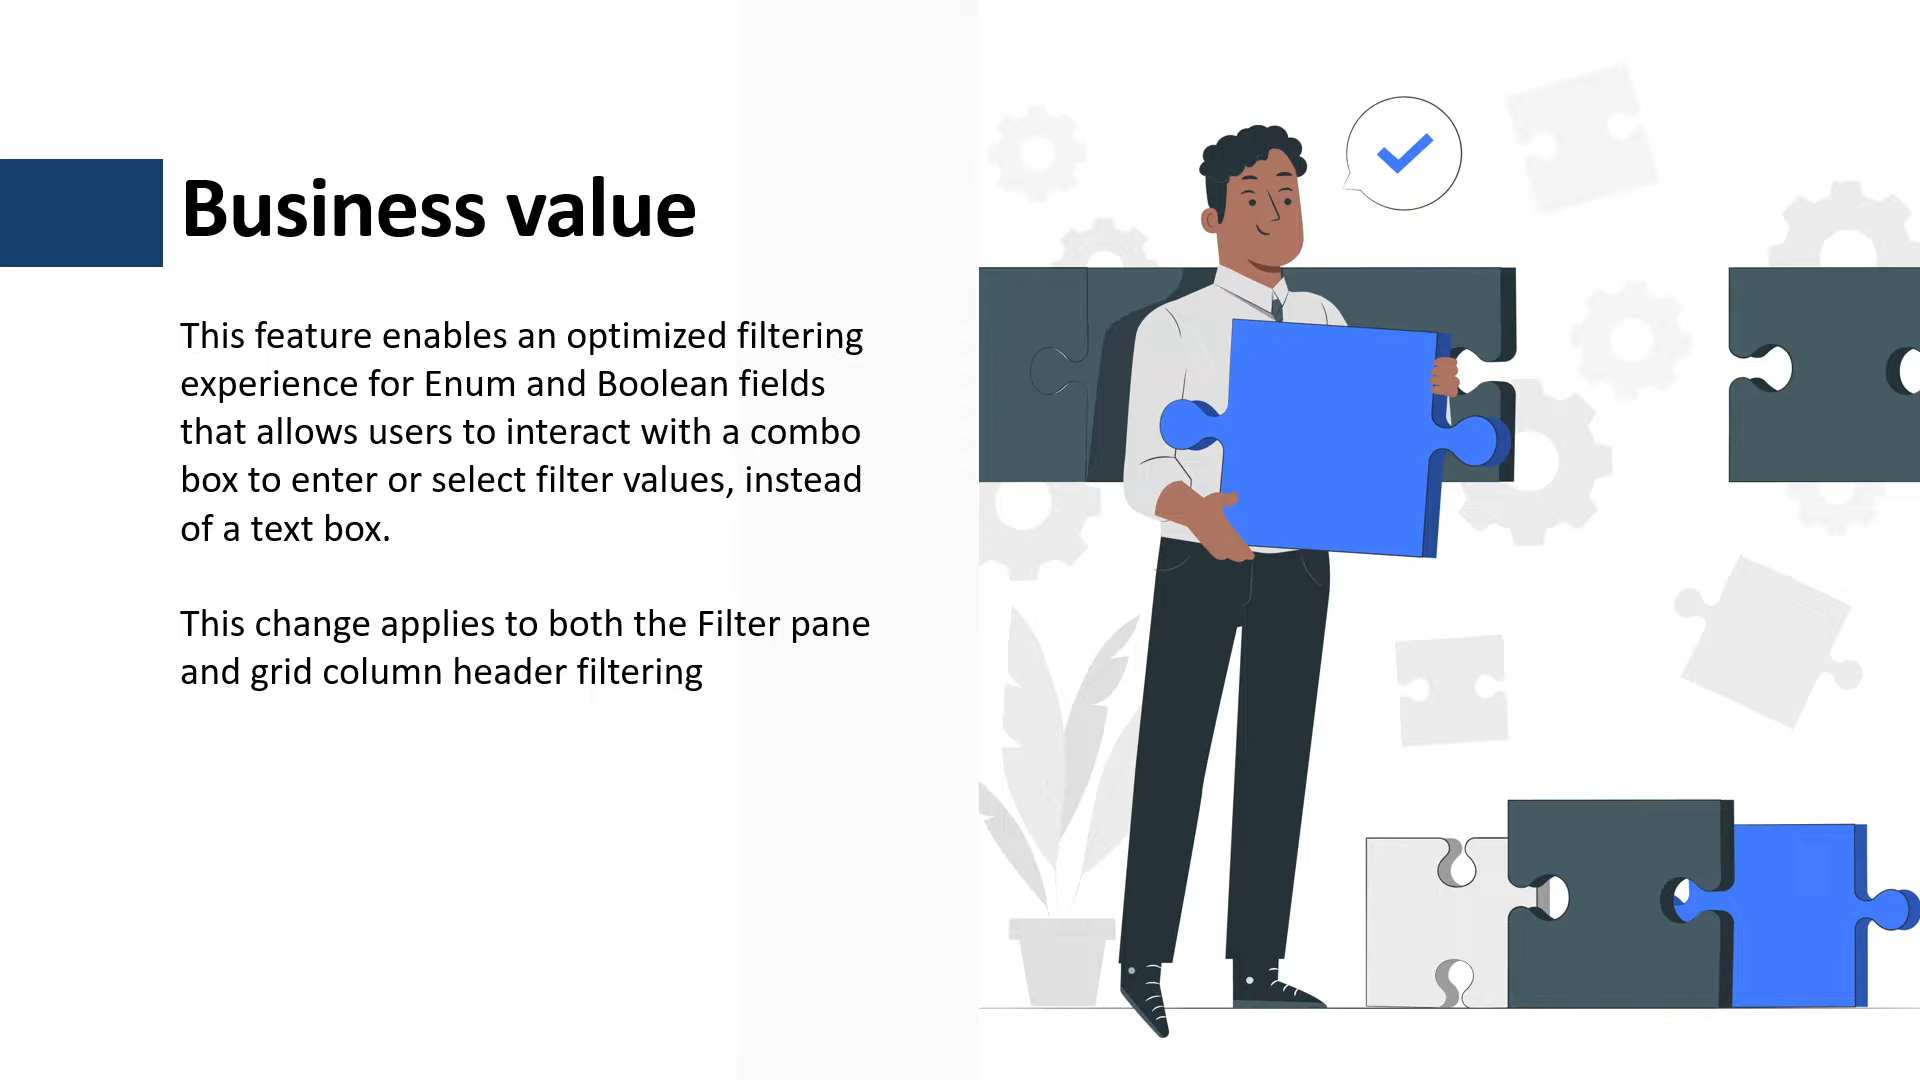 Business value
This feature enables an optimized filtering
experience for Enum and Boolean fields
that allows users to interact with a combo
box to enter or select filter values, instead
of a text box.
This change applies to both the Filter pane
and grid column header filtering